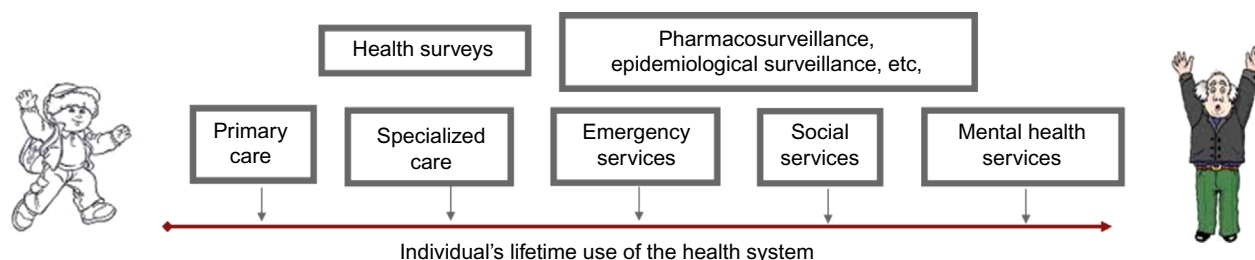 Health surveys
Pharmacosurveillance,
epidemiological surveillance, etc,
Primary
care
Specialized
care
Emergency
services
Social
services
Mental health
services
Individual’s lifetime use of the health system